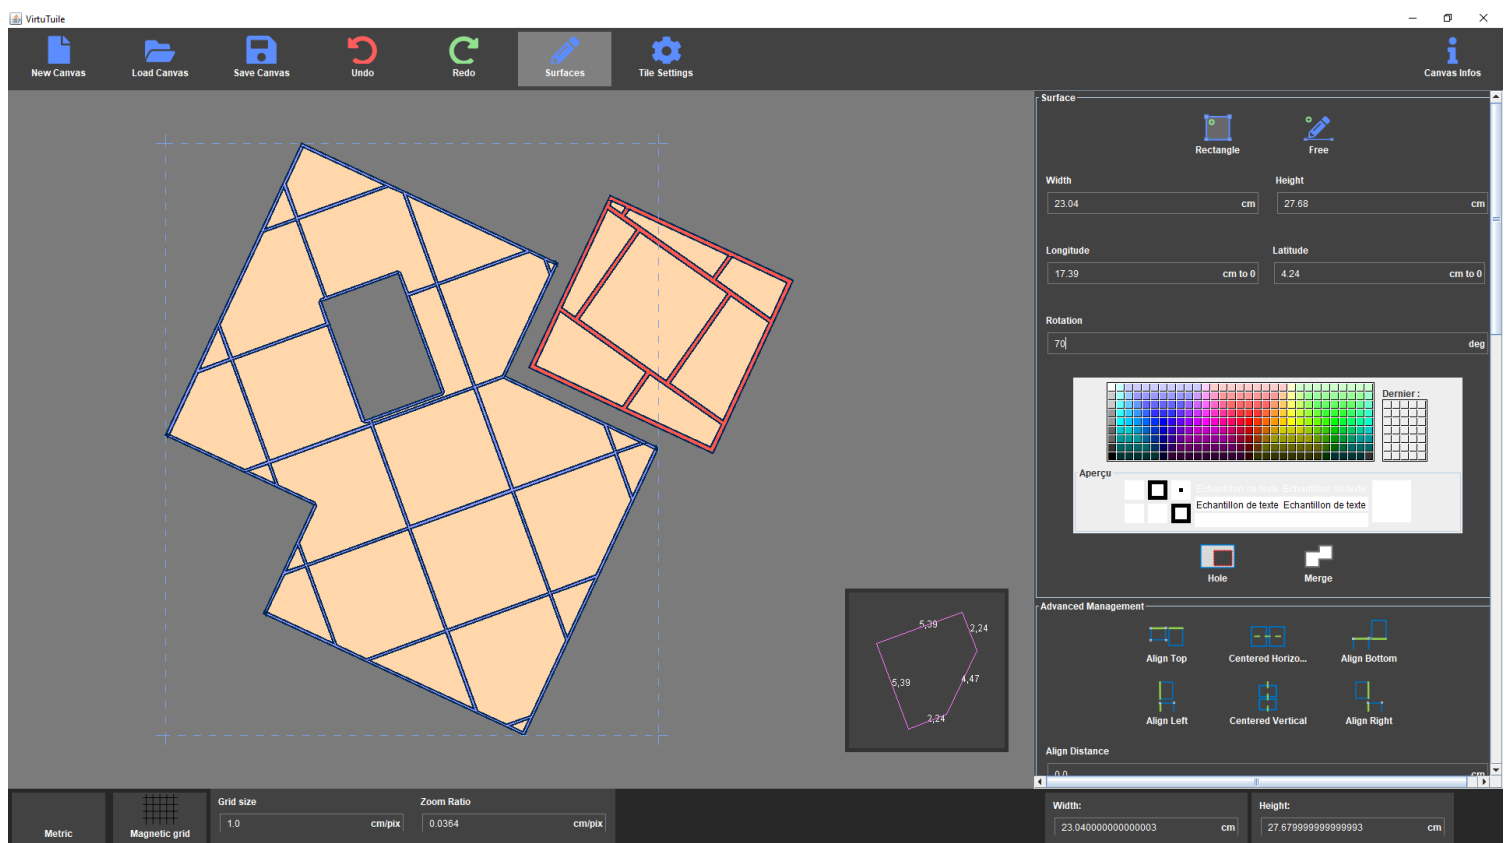 VirtuTuile
New Canvas
Load Canvas
Save Canvas
Undo
Redo
Surfaces
Tile Settings
Canvas Infos
Surface
Rectangle
Free
Width
Height
23.04 cm
27.68 cm
Longitude
Latitude
17.39 cm to 0
4.24 cm to 0
Rotation
70 deg
Dernier :
Aperçu
Echantillon de texte Echantillon de texte
Echantillon de texte Echantillon de texte
Hole
Merge
Advanced Management
Align Top
Centered Horizo...
Align Bottom
Align Left
Centered Vertical
Align Right
Align Distance
0.0 cm
5,39
2,24
5,39
4,47
2,24
Metric
Magnetic grid
Grid size
1.0 cm/pix
Zoom Ratio
0.0364 cm/pix
Width:
23.040000000000003 cm
Height:
27.679999999999993 cm